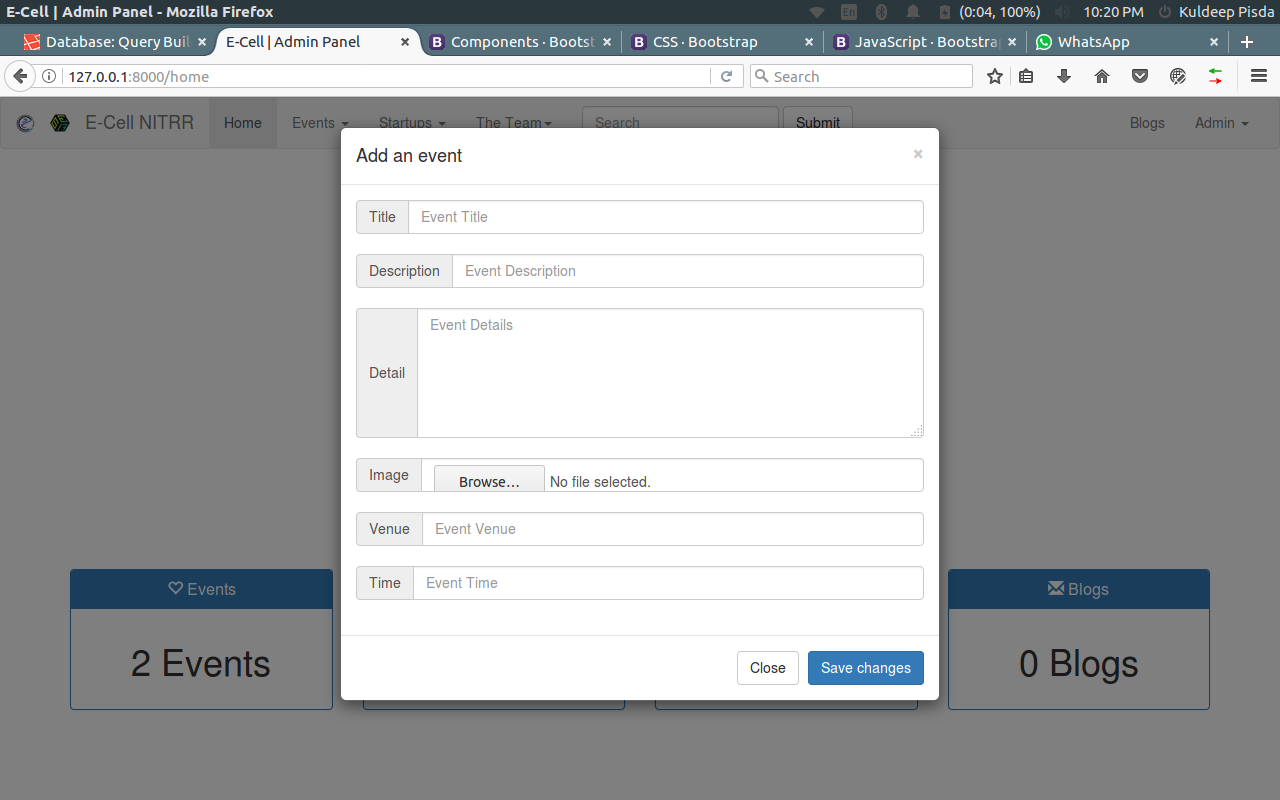 E-Cell | Admin Panel - Mozilla Firefox En (0:04, 100%) 10:20 PM Kuldeep Pisda
Database: Query Buil × E-Cell | Admin Panel × B Components · Bootst × B CSS · Bootstrap × B JavaScript · Bootstrap × WhatsApp × +
127.0.0.1:8000/home Search
E-Cell NITRR Home Events Startups The Team Search Submit Blogs Admin
Add an event ×
Title Event Title
Description Event Description
Detail Event Details
Image Browse... No file selected.
Venue Event Venue
Time Event Time
Events Blogs
2 Events 0 Blogs
Close Save changes